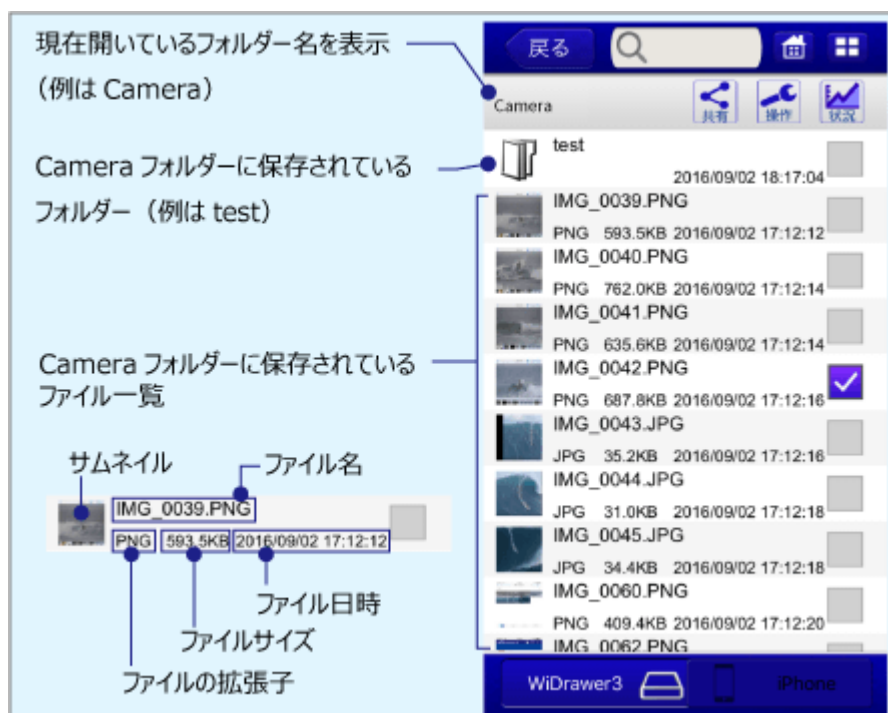 現在開いているフォルダー名を表示
（例は Camera）
Camera フォルダーに保存されている
フォルダー（例は test）
Camera フォルダーに保存されている
ファイル一覧
サムネイル
ファイル名
IMG_0039.PNG
PNG 593.5KB 2016/09/02 17:12:12
ファイル日時
ファイルサイズ
ファイルの拡張子
戻る
Camera
共有
操作
状況
test
2016/09/02 18:17:04
IMG_0039.PNG
PNG 593.5KB 2016/09/02 17:12:12
IMG_0040.PNG
PNG 762.0KB 2016/09/02 17:12:14
IMG_0041.PNG
PNG 635.6KB 2016/09/02 17:12:14
IMG_0042.PNG
PNG 687.8KB 2016/09/02 17:12:16
IMG_0043.JPG
JPG 35.2KB 2016/09/02 17:12:16
IMG_0044.JPG
JPG 31.0KB 2016/09/02 17:12:18
IMG_0045.JPG
JPG 34.4KB 2016/09/02 17:12:18
IMG_0060.PNG
PNG 409.4KB 2016/09/02 17:12:20
IMG_0062.PNG
WiDrawer3
iPhone